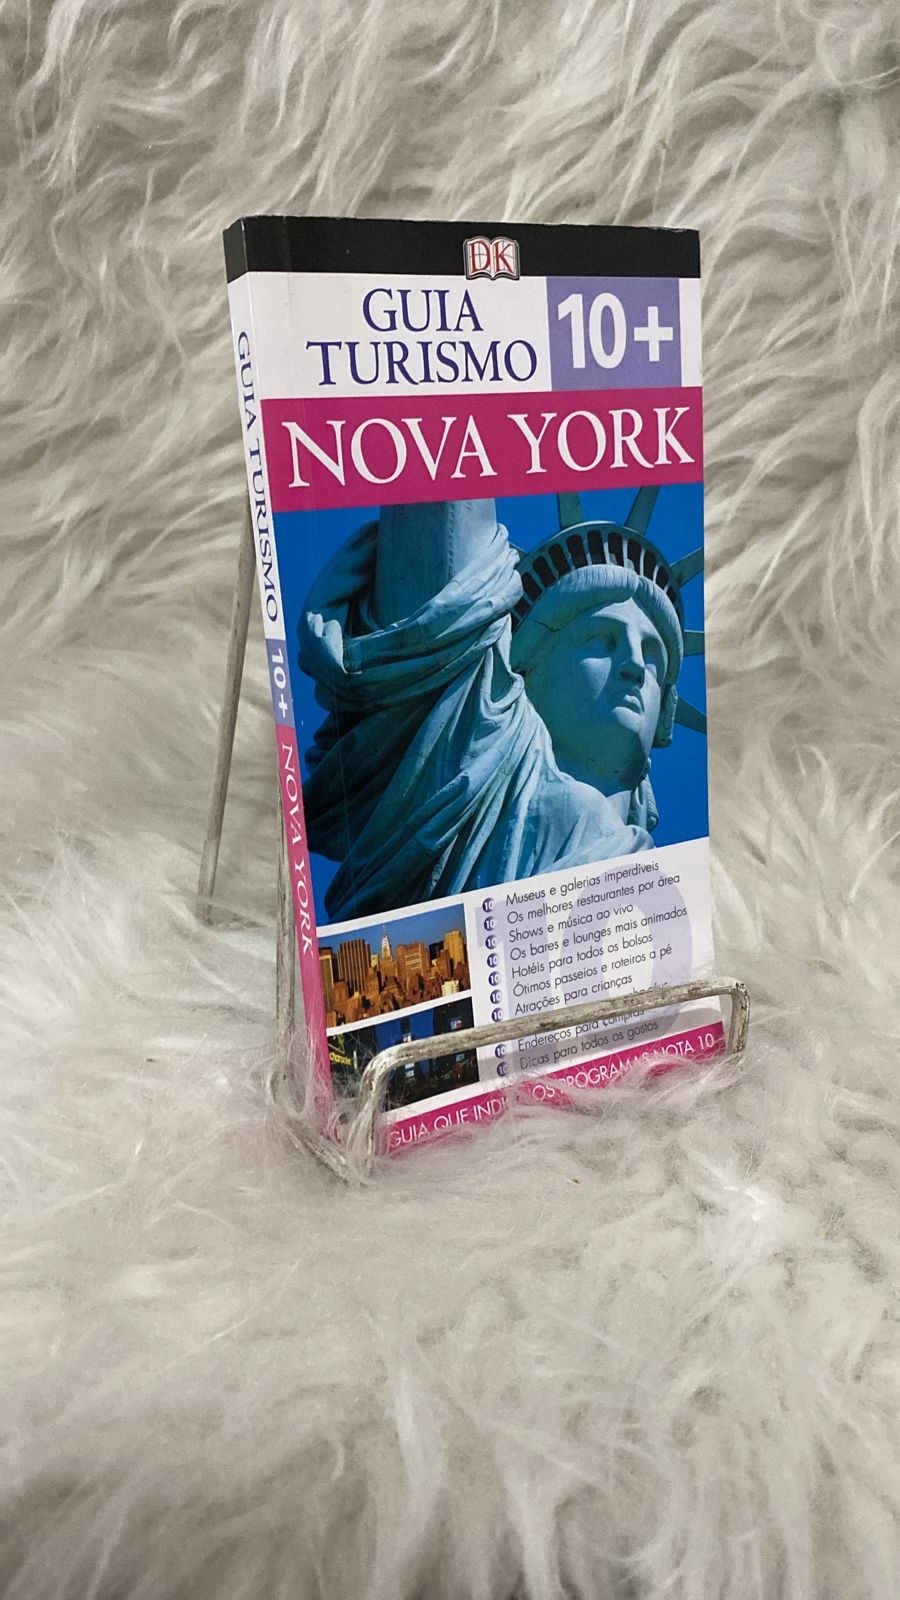 DK
GUIA
TURISMO
10+
NOVA YORK
Museus e galerias imperdíveis
Os melhores restaurantes por área
Shows e música ao vivo
Os bares e lounges mais animados
Hotéis para todos os bolsos
Ótimos passeios e roteiros a pé
Atrações para crianças
Endereços para compras
Dicas para todos os gostos
GUIA QUE OS PROGRAMAS NOTA 10
GUIA TURISMO 10+ NOVA YORK